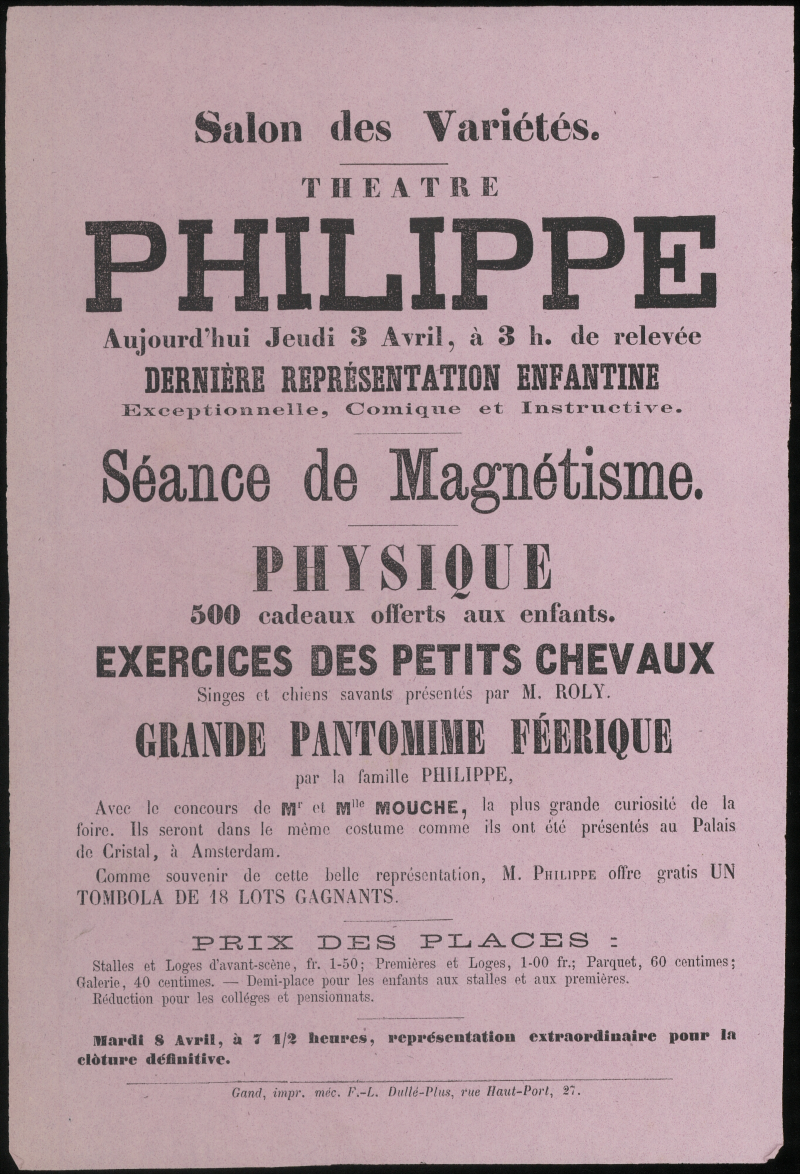 Salon des Variétés.
THEATRE
PHILIPPE
Aujourd'hui Jeudi 3 Avril, à 3 h. de relevée
DERNIÈRE REPRÉSENTATION ENFANTINE
Exceptionnelle, Comique et Instructive.
Séance de Magnétisme.
PHYSIQUE
500 cadeaux offerts aux enfants.
EXERCICES DES PETITS CHEVAUX
Singes et chiens savants présentés par M. ROLY.
GRANDE PANTOMIME FÉERIQUE
par la famille PHILIPPE,
Avec le concours de Mr et Mlle MOUCHE, la plus grande curiosité de la
foire. Ils seront dans le même costume comme ils ont été présentés au Palais
de Cristal, à Amsterdam.
Comme souvenir de cette belle représentation, M. PHILIPPE offre gratis UN
TOMBOLA DE 18 LOTS GAGNANTS.
PRIX DES PLACES :
Stalles et Loges d'avant-scène, fr. 1-50; Premières et Loges, 1-00 fr.; Parquet, 60 centimes;
Galerie, 40 centimes. — Demi-place pour les enfants aux stalles et aux premières.
Réduction pour les colléges et pensionnats.
Mardi 8 Avril, à 7 1/2 heures, représentation extraordinaire pour la
clôture définitive.
Gand, impr. méc. F.-L. Dullé-Plus, rue Haut-Port, 27.